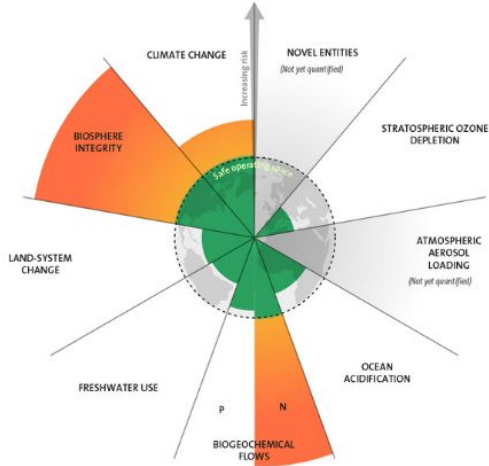 CLIMATE CHANGE
Increasing risk
NOVEL ENTITIES
(Not yet quantified)
STRATOSPHERIC OZONE
DEPLETION
BIOSPHERE
INTEGRITY
Safe operating space
ATMOSPHERIC
AEROSOL
LOADING
(Not yet quantified)
LAND-SYSTEM
CHANGE
OCEAN
ACIDIFICATION
FRESHWATER USE
P
N
BIOGEOCHEMICAL
FLOWS